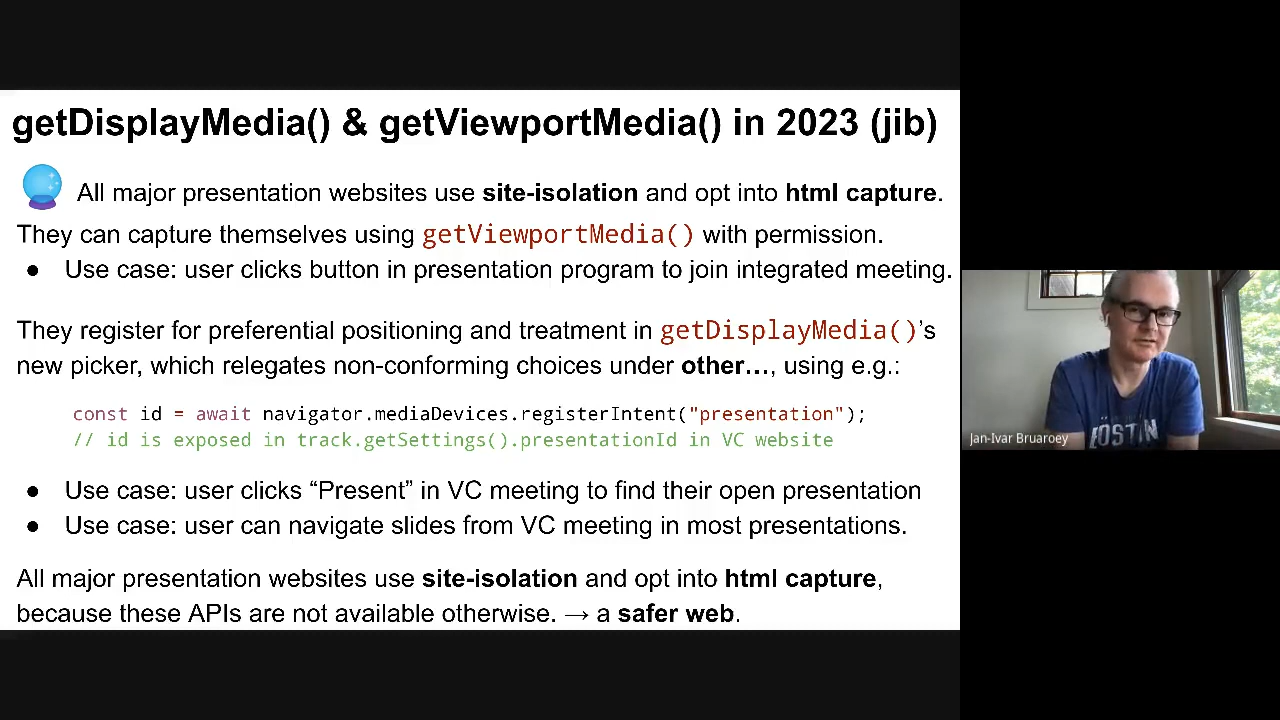 getDisplayMedia() & getViewportMedia() in 2023 (jib)
All major presentation websites use site-isolation and opt into html capture.
They can capture themselves using getViewportMedia() with permission.
● Use case: user clicks button in presentation program to join integrated meeting.
They register for preferential positioning and treatment in getDisplayMedia()’s
new picker, which relegates non-conforming choices under other…, using e.g.:
const id = await navigator.mediaDevices.registerIntent("presentation");
// id is exposed in track.getSettings().presentationId in VC website
● Use case: user clicks “Present” in VC meeting to find their open presentation
● Use case: user can navigate slides from VC meeting in most presentations.
All major presentation websites use site-isolation and opt into html capture,
because these APIs are not available otherwise. → a safer web.
Jan-Ivar Bruaroey